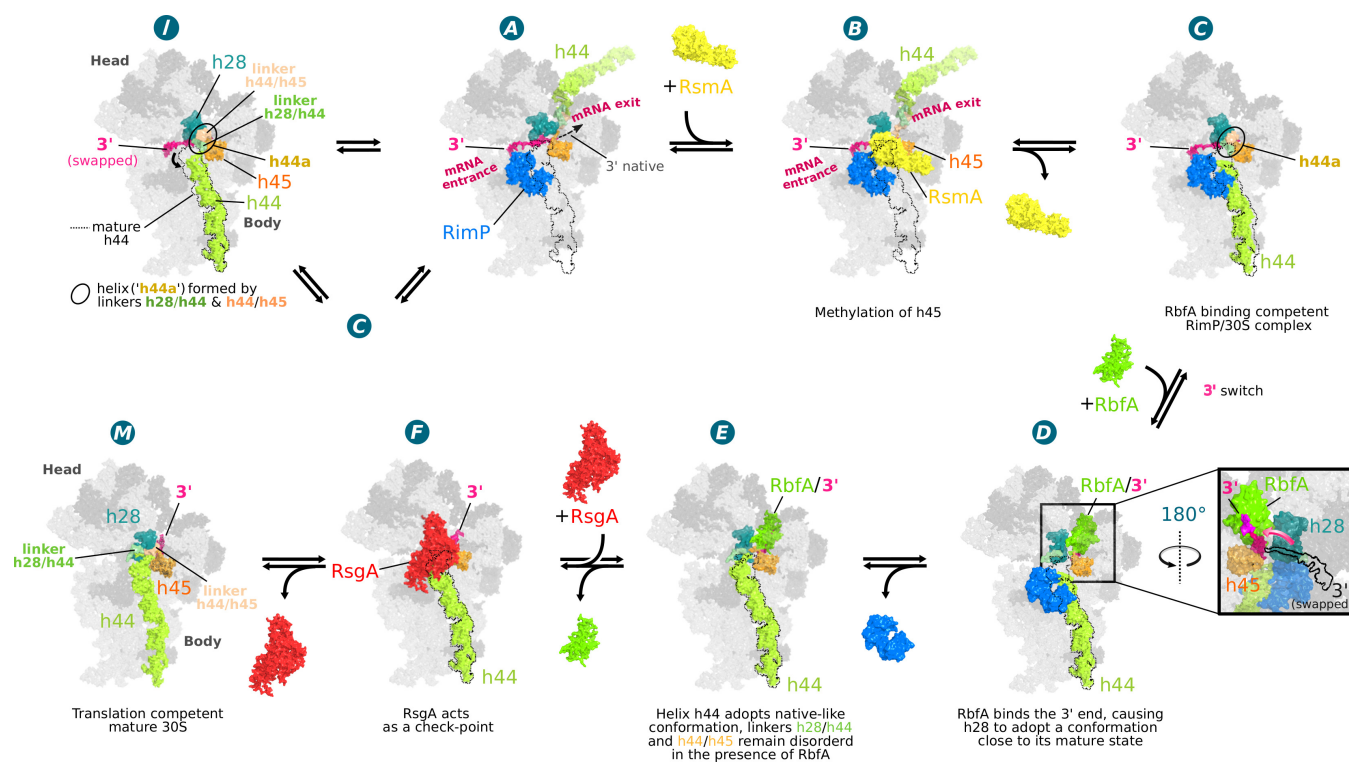 I
A
B
C
Head
h28
linker
h44/h45
linker
h28/h44
3'
(swapped)
h44a
h45
h44
Body
mature
h44
helix ('h44a') formed by
linkers h28/h44 & h44/h45
C
h44
mRNA exit
3'
mRNA
entrance
3' native
RimP
+RsmA
h44
mRNA exit
3'
mRNA
entrance
h45
RsmA
Methylation of h45
3'
h44a
h44
RbfA binding competent
RimP/30S complex
+RbfA
3' switch
M
F
E
D
Head
3'
h28
linker
h28/h44
h45
linker
h44/h45
h44
Body
Translation competent
mature 30S
3'
RsgA
h44
RsgA acts
as a check-point
+RsgA
RbfA/3'
h44
Helix h44 adopts native-like
conformation, linkers h28/h44
and h44/h45 remain disorderd
in the presence of RbfA
RbfA/3'
h44
RbfA binds the 3' end, causing
h28 to adopt a conformation
close to its mature state
180°
3'
RbfA
h28
h45
3'
(swapped)